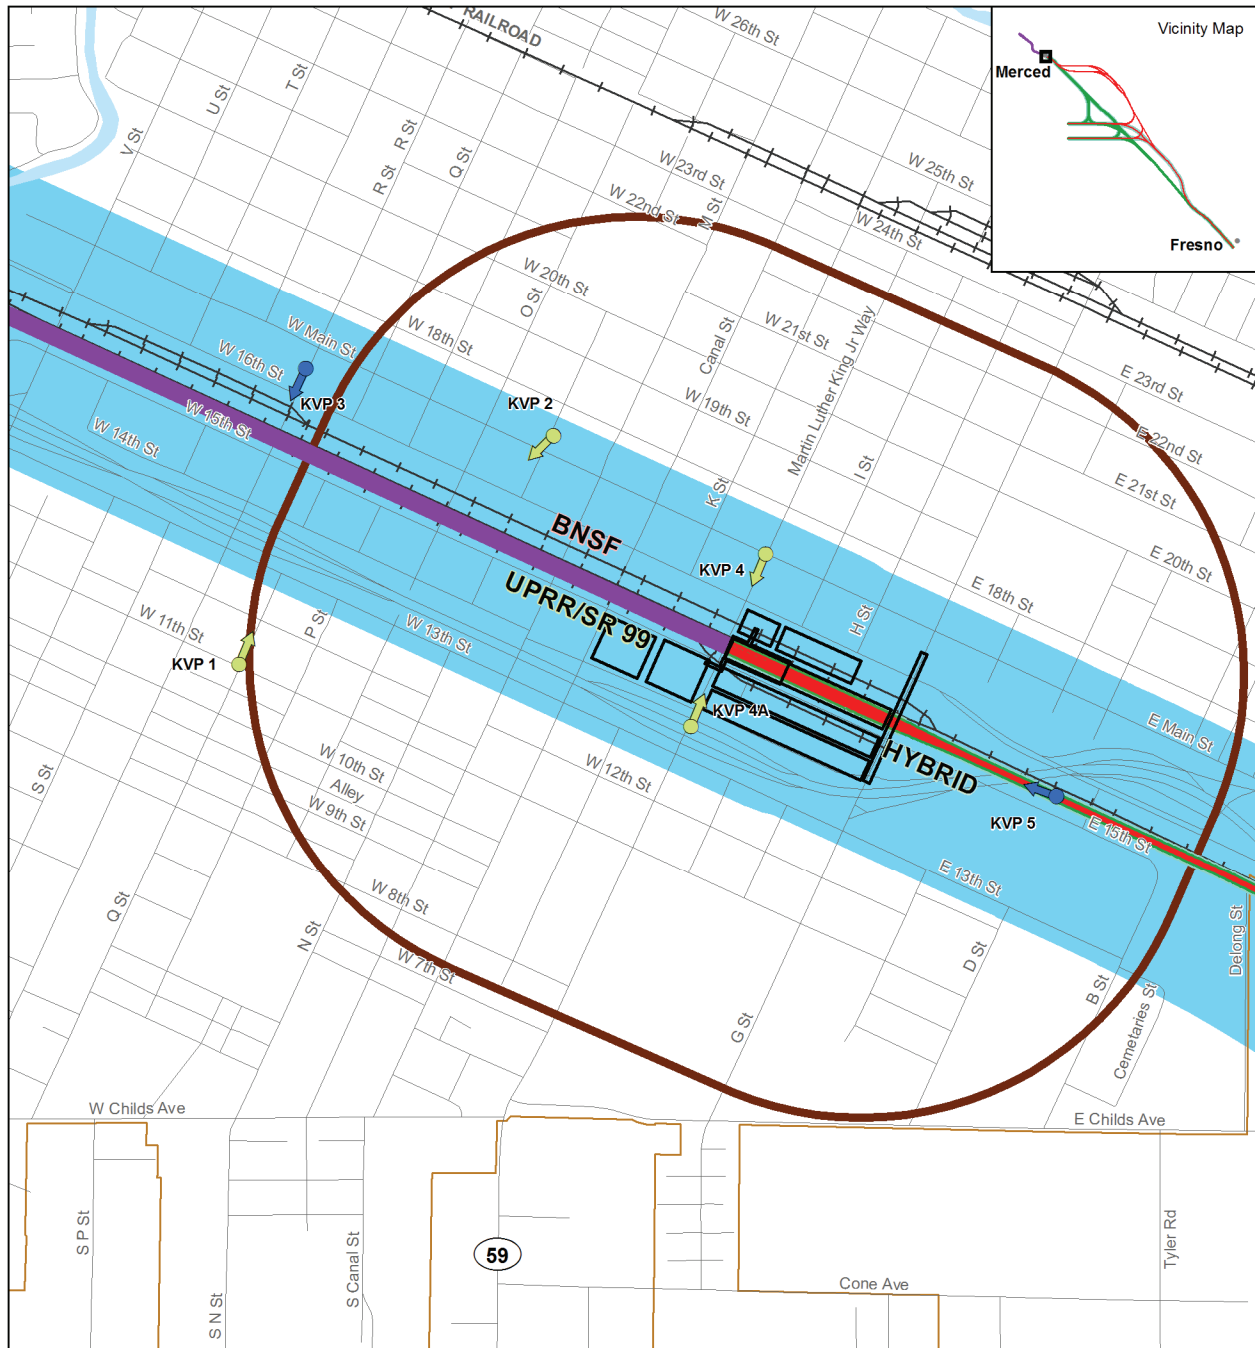 RAILROAD
W 26th St
Vicinity Map
Merced
Fresno
U St
T St
V St
R St
R St
Q St
W 23rd St
W 22nd St
M St
W 25th St
W 24th St
W 20th St
O St
W Main St
W 18th St
W 16th St
W 15th St
W 14th St
Canal St
W 21st St
Martin Luther King Jr Way
W 19th St
K St
I St
E 23rd St
E 22nd St
E 21st St
E 20th St
E 18th St
KVP 3
KVP 2
BNSF
KVP 4
UPRR/SR 99
H St
W 11th St
KVP 1
P St
W 13th St
KVP 4A
HYBRID
E Main St
KVP 5
E 15th St
E 13th St
S St
W 10th St
Alley
W 9th St
W 12th St
W 8th St
Q St
N St
W 7th St
G St
D St
B St
Cemetaries St
Delong St
W Childs Ave
E Childs Ave
S P St
S N St
S Canal St
59
Cone Ave
Tyler Rd